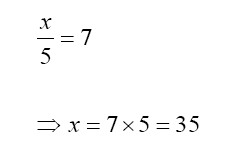 x/5 = 7
⇒ x = 7 × 5 = 35